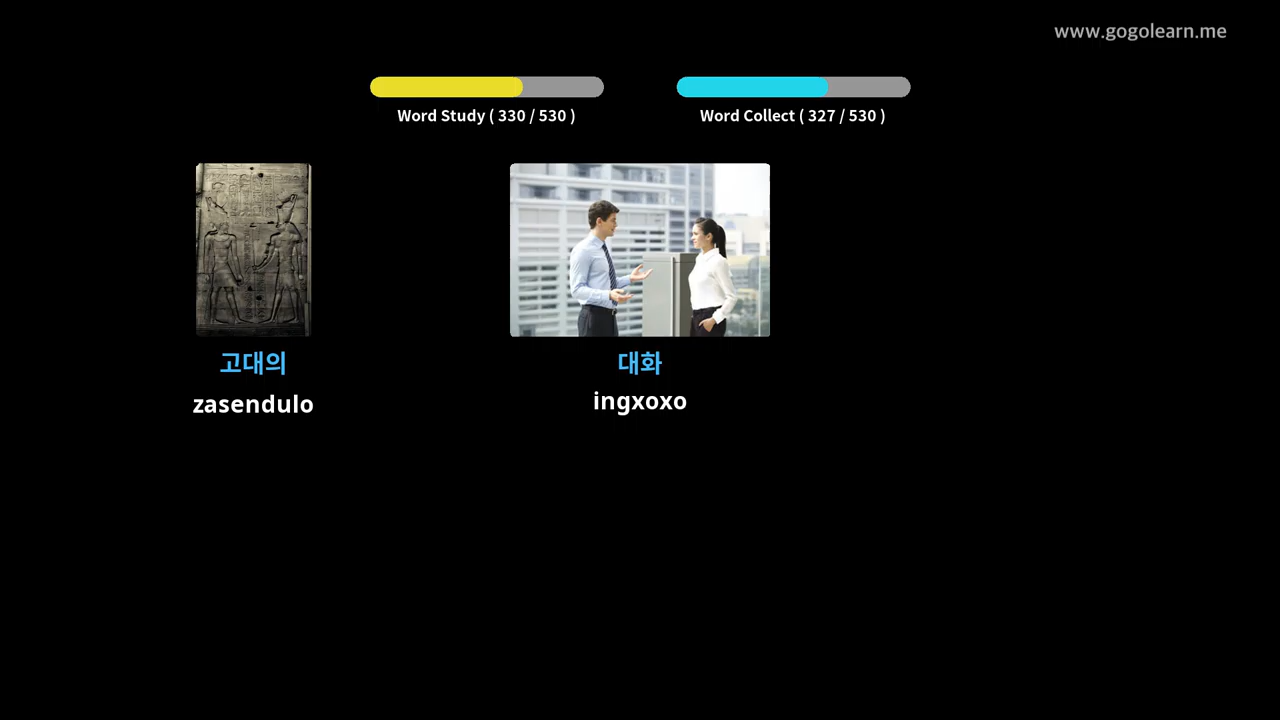 www.gogolearn.me
Word Study ( 330 / 530 )
Word Collect ( 327 / 530 )
고대의
대화
zasendulo
ingxoxo